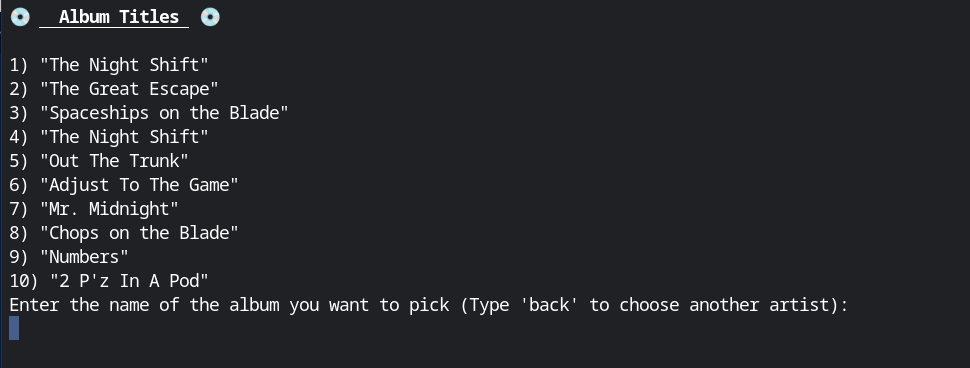 💿   Album Titles   💿
1) "The Night Shift"
2) "The Great Escape"
3) "Spaceships on the Blade"
4) "The Night Shift"
5) "Out The Trunk"
6) "Adjust To The Game"
7) "Mr. Midnight"
8) "Chops on the Blade"
9) "Numbers"
10) "2 P'z In A Pod"
Enter the name of the album you want to pick (Type 'back' to choose another artist):